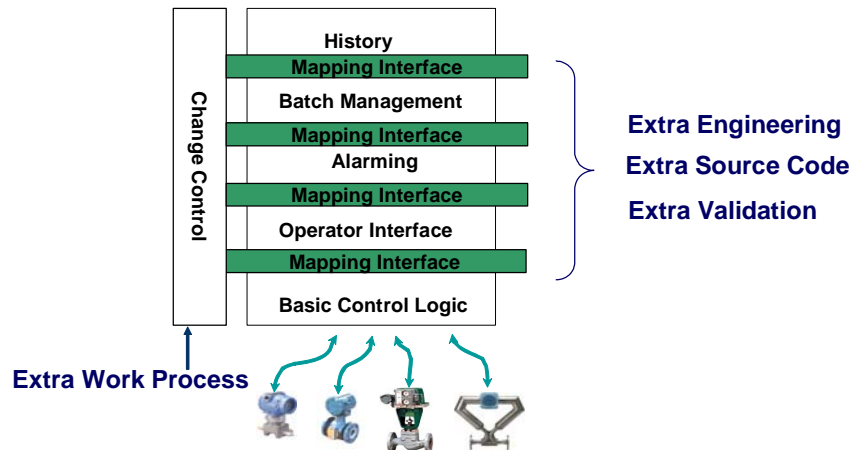 History
Mapping Interface
Batch Management
Mapping Interface
Alarming
Mapping Interface
Operator Interface
Mapping Interface
Basic Control Logic
Change Control
Extra Engineering
Extra Source Code
Extra Validation
Extra Work Process